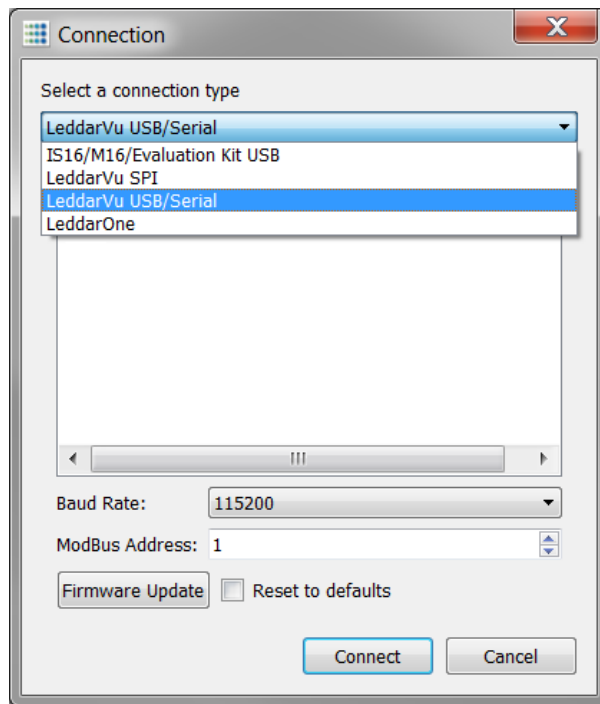 Connection
Select a connection type
LeddarVu USB/Serial
IS16/M16/Evaluation Kit USB
LeddarVu SPI
LeddarVu USB/Serial
LeddarOne
Baud Rate: 115200
ModBus Address: 1
Firmware Update Reset to defaults
Connect Cancel